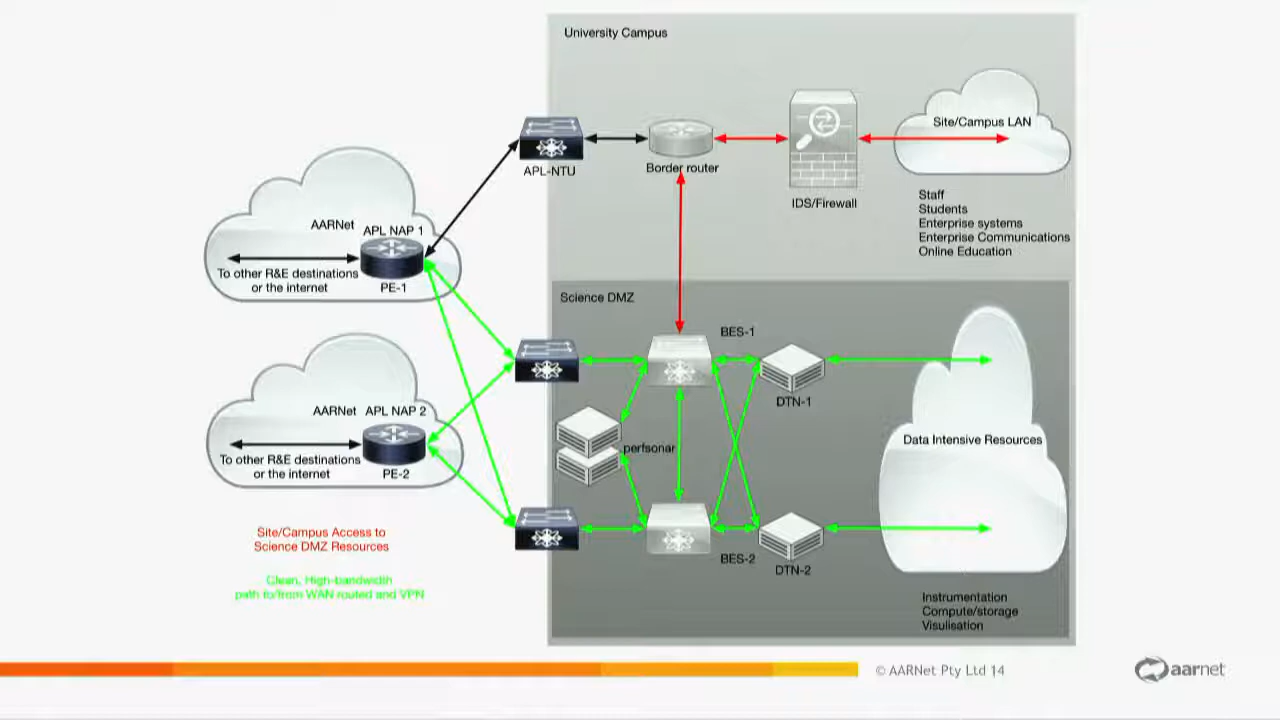 University Campus
Site/Campus LAN
APL-NTU
Border router
IDS/Firewall
Staff
Students
Enterprise systems
Enterprise Communications
Online Education
AARNet
APL NAP 1
To other R&E destinations
or the internet
PE-1
Science DMZ
BES-1
DTN-1
AARNet
APL NAP 2
To other R&E destinations
or the internet
PE-2
perfsonar
Data Intensive Resources
BES-2
DTN-2
Site/Campus Access to
Science DMZ Resources
Clean, High-bandwidth
path to/from WAN routed and VPN
Instrumentation
Compute/storage
Visulisation
© AARNet Pty Ltd 14
aarnet